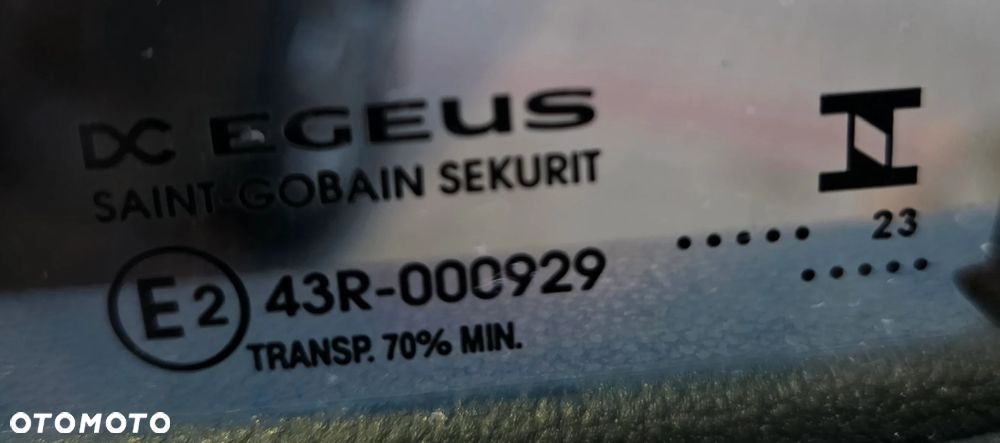 DC EGEUS
SAINT-GOBAIN SEKURIT
E2 43R-000929
TRANSP. 70% MIN.
..... 23
.....
OTOMOTO